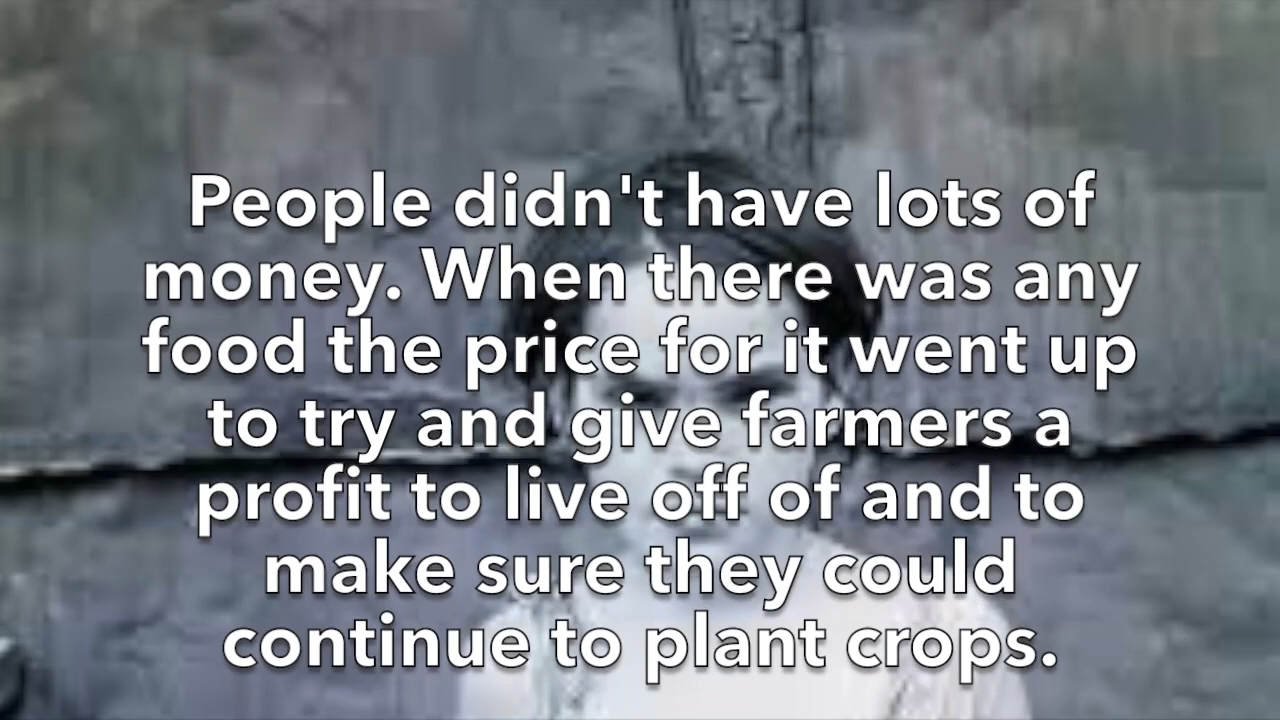 People didn't have lots of
money. When there was any
food the price for it went up
to try and give farmers a
profit to live off of and to
make sure they could
continue to plant crops.